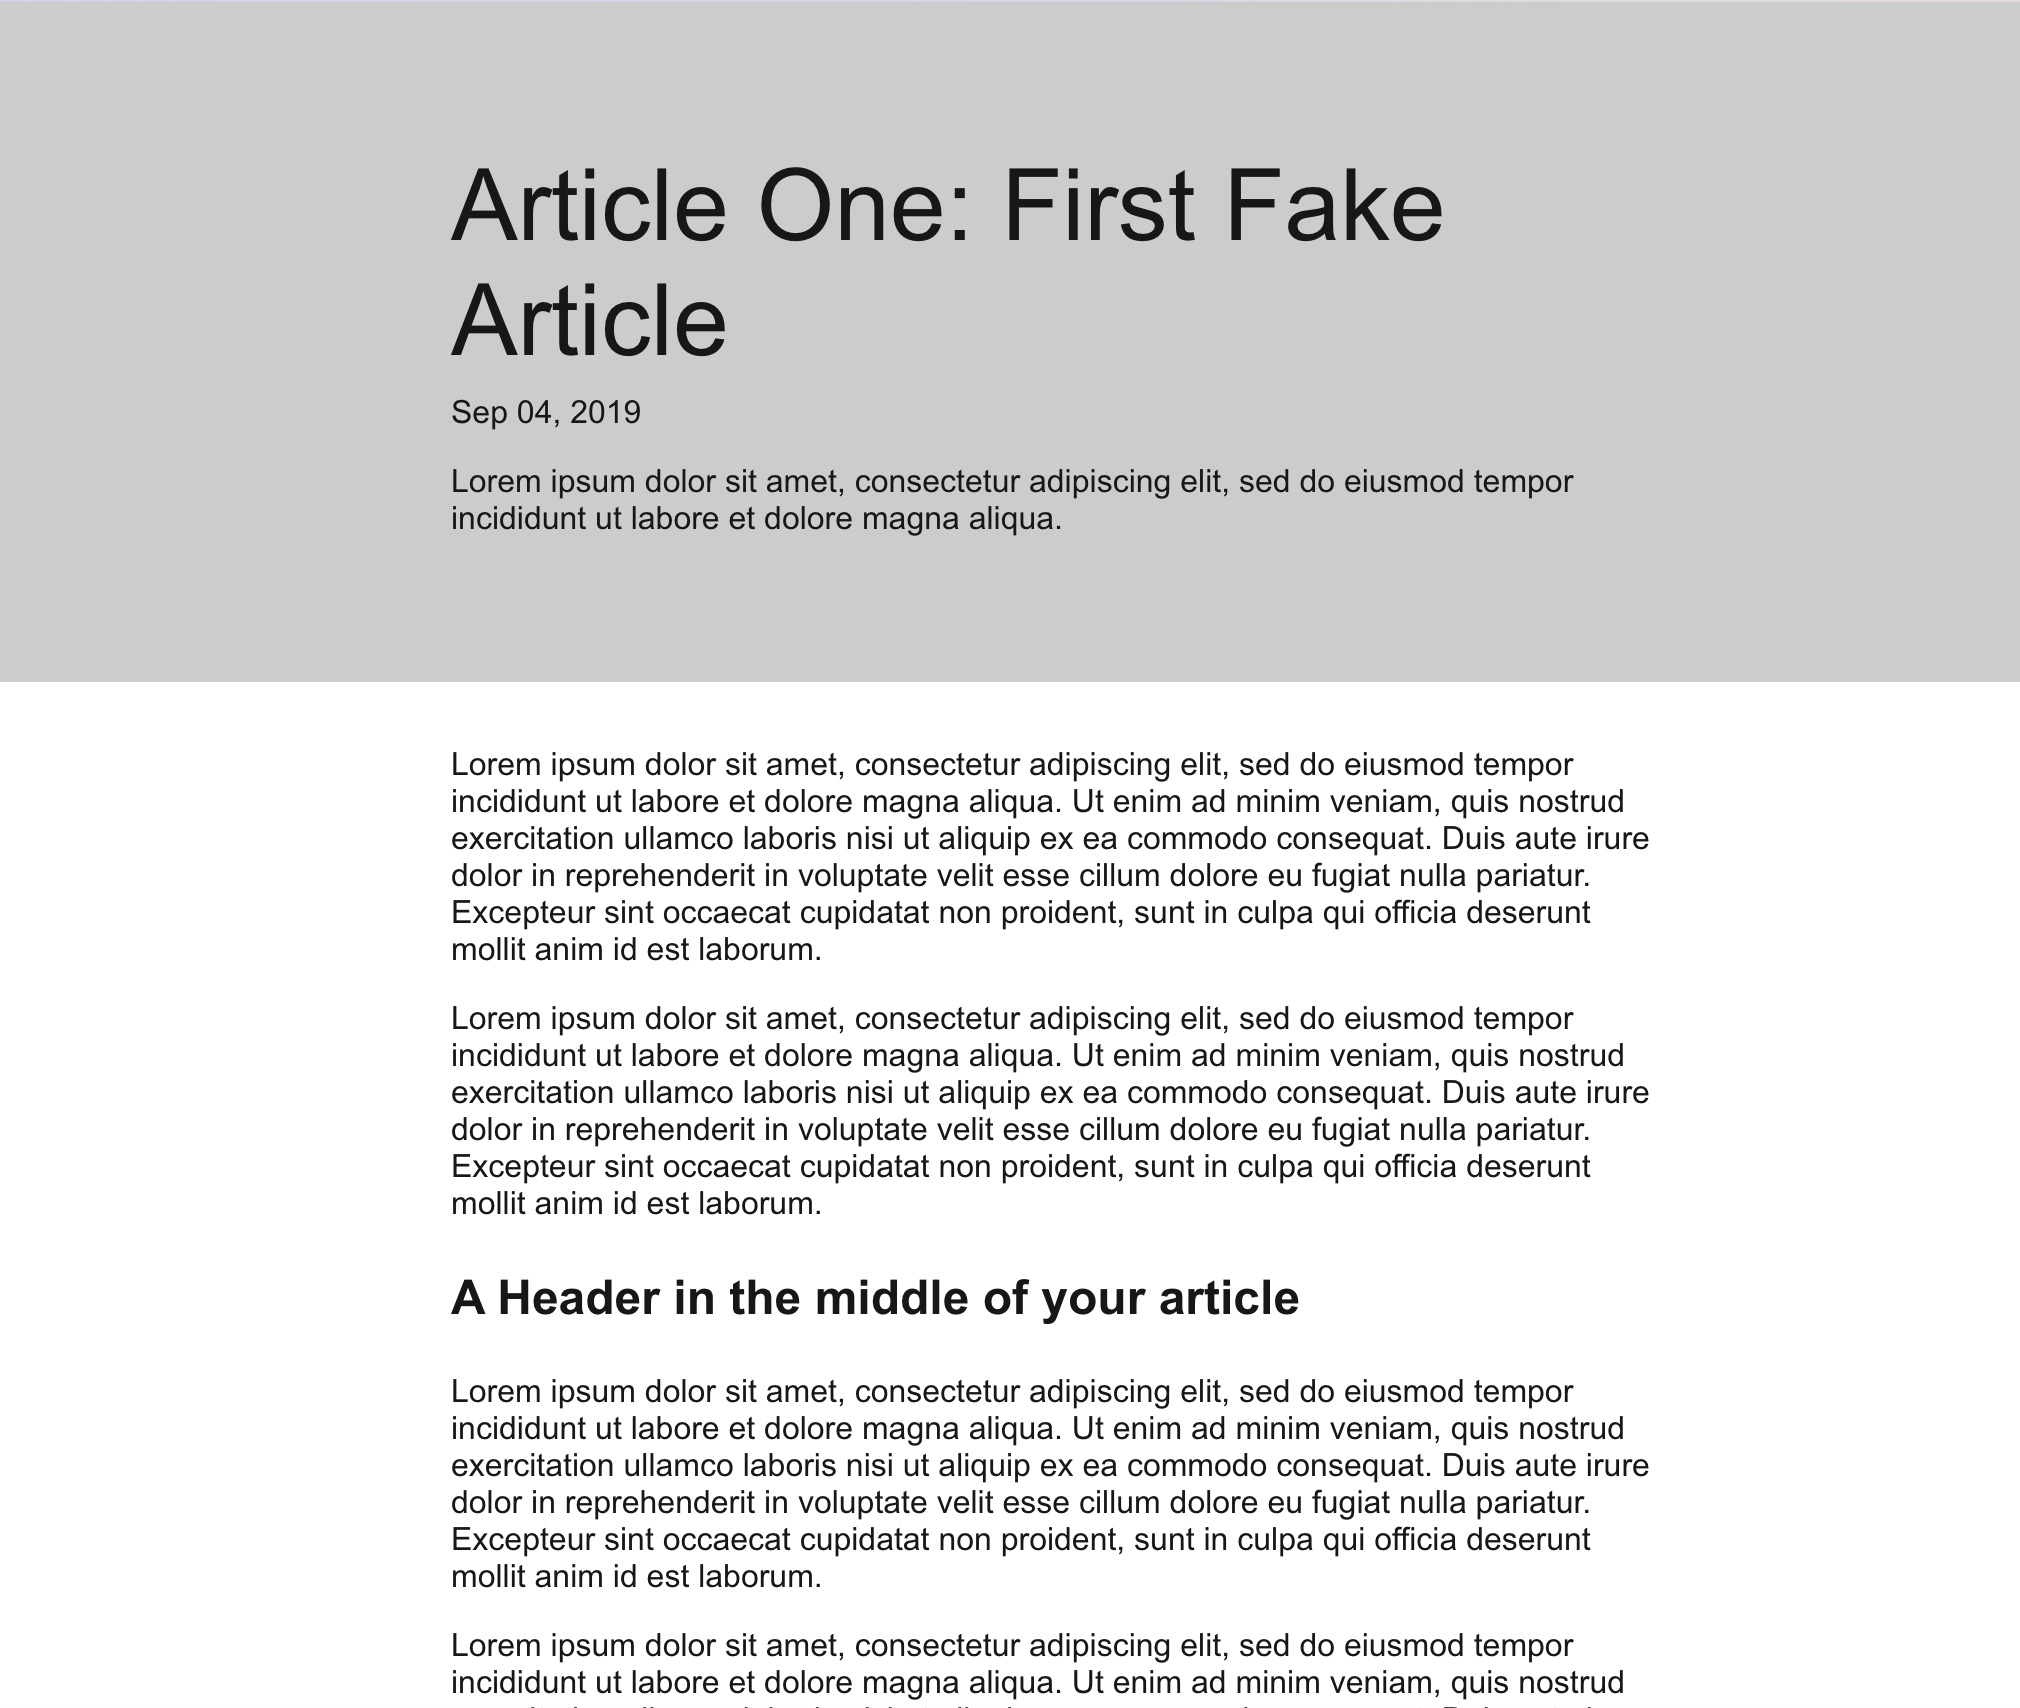 Article One: First Fake
Article
Sep 04, 2019
Lorem ipsum dolor sit amet, consectetur adipiscing elit, sed do eiusmod tempor
incididunt ut labore et dolore magna aliqua.
Lorem ipsum dolor sit amet, consectetur adipiscing elit, sed do eiusmod tempor
incididunt ut labore et dolore magna aliqua. Ut enim ad minim veniam, quis nostrud
exercitation ullamco laboris nisi ut aliquip ex ea commodo consequat. Duis aute irure
dolor in reprehenderit in voluptate velit esse cillum dolore eu fugiat nulla pariatur.
Excepteur sint occaecat cupidatat non proident, sunt in culpa qui officia deserunt
mollit anim id est laborum.
Lorem ipsum dolor sit amet, consectetur adipiscing elit, sed do eiusmod tempor
incididunt ut labore et dolore magna aliqua. Ut enim ad minim veniam, quis nostrud
exercitation ullamco laboris nisi ut aliquip ex ea commodo consequat. Duis aute irure
dolor in reprehenderit in voluptate velit esse cillum dolore eu fugiat nulla pariatur.
Excepteur sint occaecat cupidatat non proident, sunt in culpa qui officia deserunt
mollit anim id est laborum.
A Header in the middle of your article
Lorem ipsum dolor sit amet, consectetur adipiscing elit, sed do eiusmod tempor
incididunt ut labore et dolore magna aliqua. Ut enim ad minim veniam, quis nostrud
exercitation ullamco laboris nisi ut aliquip ex ea commodo consequat. Duis aute irure
dolor in reprehenderit in voluptate velit esse cillum dolore eu fugiat nulla pariatur.
Excepteur sint occaecat cupidatat non proident, sunt in culpa qui officia deserunt
mollit anim id est laborum.
Lorem ipsum dolor sit amet, consectetur adipiscing elit, sed do eiusmod tempor
incididunt ut labore et dolore magna aliqua. Ut enim ad minim veniam, quis nostrud